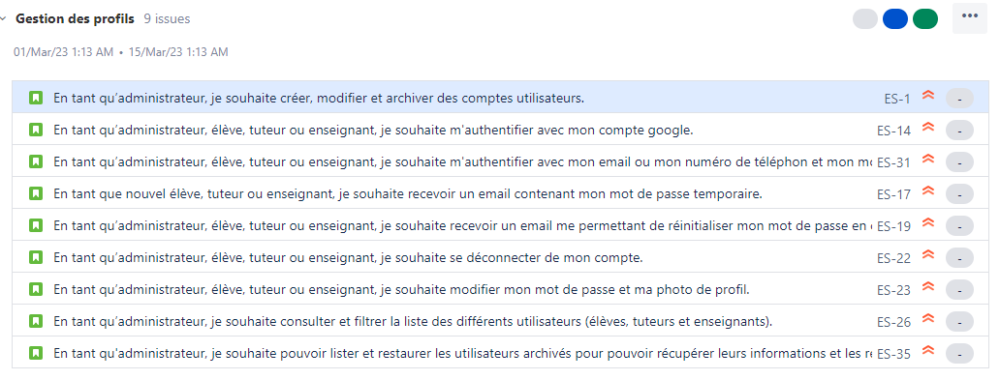 Gestion des profils 9 issues
01/Mar/23 1:13 AM • 15/Mar/23 1:13 AM
En tant qu'administrateur, je souhaite créer, modifier et archiver des comptes utilisateurs. ES-1 -
En tant qu'administrateur, élève, tuteur ou enseignant, je souhaite m'authentifier avec mon compte google. ES-14 -
En tant qu'administrateur, élève, tuteur ou enseignant, je souhaite m'authentifier avec mon email ou mon numéro de téléphon et mon ES-31 -
En tant que nouvel élève, tuteur ou enseignant, je souhaite recevoir un email contenant mon mot de passe temporaire. ES-17 -
En tant qu'administrateur, élève, tuteur ou enseignant, je souhaite recevoir un email me permettant de réinitialiser mon mot de passe en ES-19 -
En tant qu'administrateur, élève, tuteur ou enseignant, je souhaite se déconnecter de mon compte. ES-22 -
En tant qu'administrateur, élève, tuteur ou enseignant, je souhaite modifier mon mot de passe et ma photo de profil. ES-23 -
En tant qu'administrateur, je souhaite consulter et filtrer la liste des différents utilisateurs (élèves, tuteurs et enseignants). ES-26 -
En tant qu'administrateur, je souhaite pouvoir lister et restaurer les utilisateurs archivés pour pouvoir récupérer leurs informations et les ES-35 -